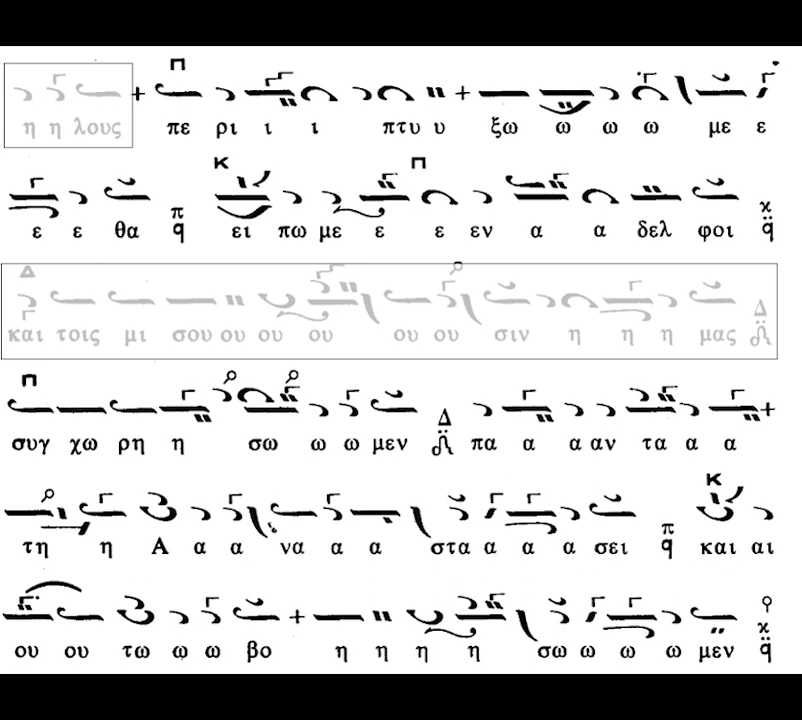 η η λους πε ρι ι ι πτυ υ ξω ω ω ω με ε
ε ε θα π q ει πω με ε ε εν α α δελ φοι x q
και τοις μι σου ου ου ου ου ου σιν η η η μας Δ
συγ χω ρη η σω ω ω μεν Δ πα α α αν τα α α
τη η Α α α να α α στα α α α σει π q και αι
ου ου τω ω ω βο η η η η σω ω ω ω μεν x q